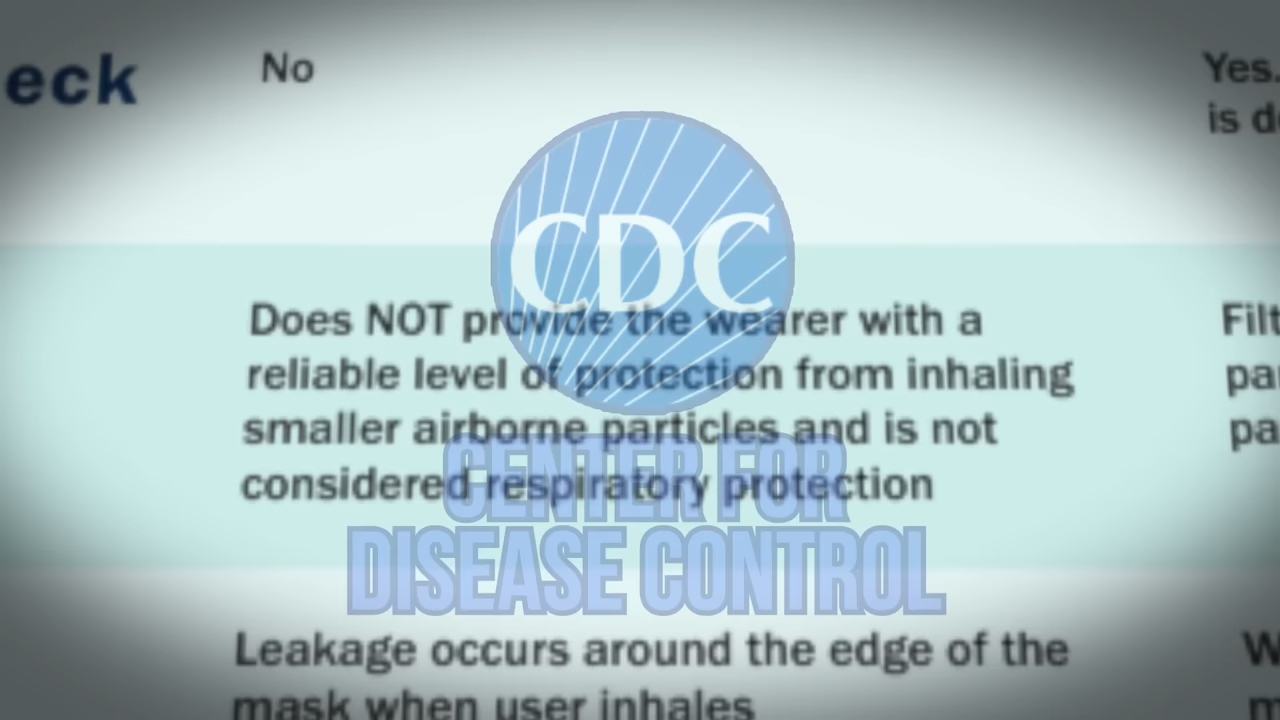 eck
No
Yes.
is d
CDC
Does NOT provide the wearer with a
reliable level of protection from inhaling
smaller airborne particles and is not
considered respiratory protection
Filt
pa
pa
CENTER FOR
DISEASE CONTROL
Leakage occurs around the edge of the
mask when user inhales
W
m